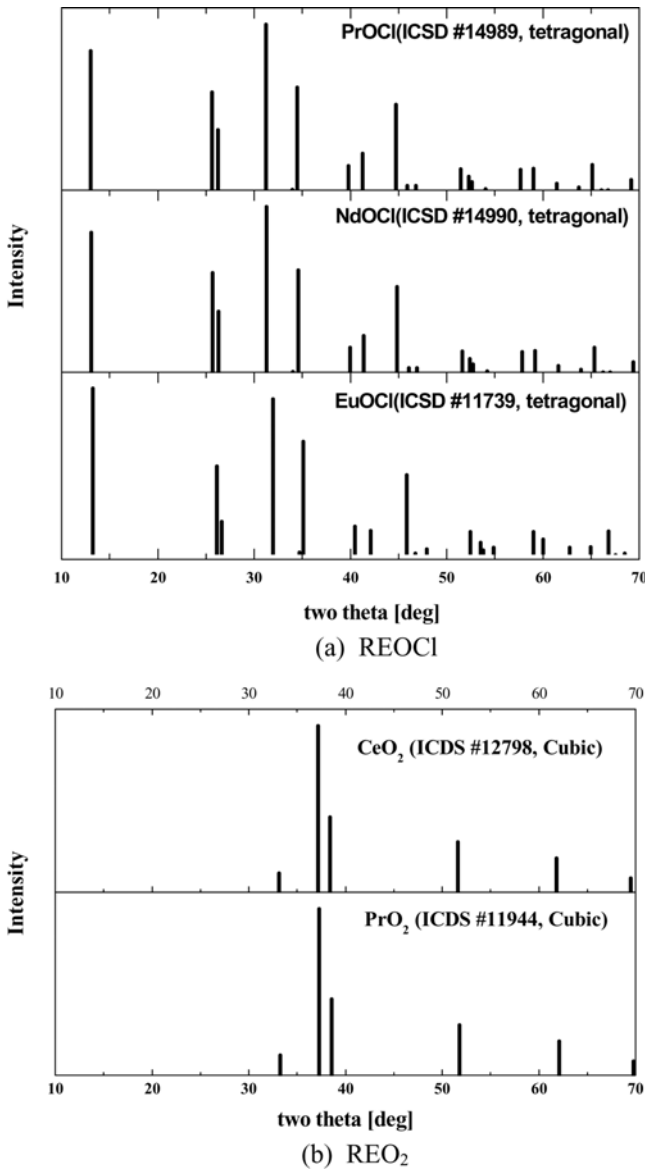 PrOCl(ICSD #14989, tetragonal)
NdOCl(ICSD #14990, tetragonal)
EuOCl(ICSD #11739, tetragonal)
Intensity
10 20 30 40 50 60 70
two theta [deg]
(a) REOCl
10 20 30 40 50 60 70
CeO2 (ICDS #12798, Cubic)
PrO2 (ICDS #11944, Cubic)
Intensity
10 20 30 40 50 60 70
two theta [deg]
(b) REO2